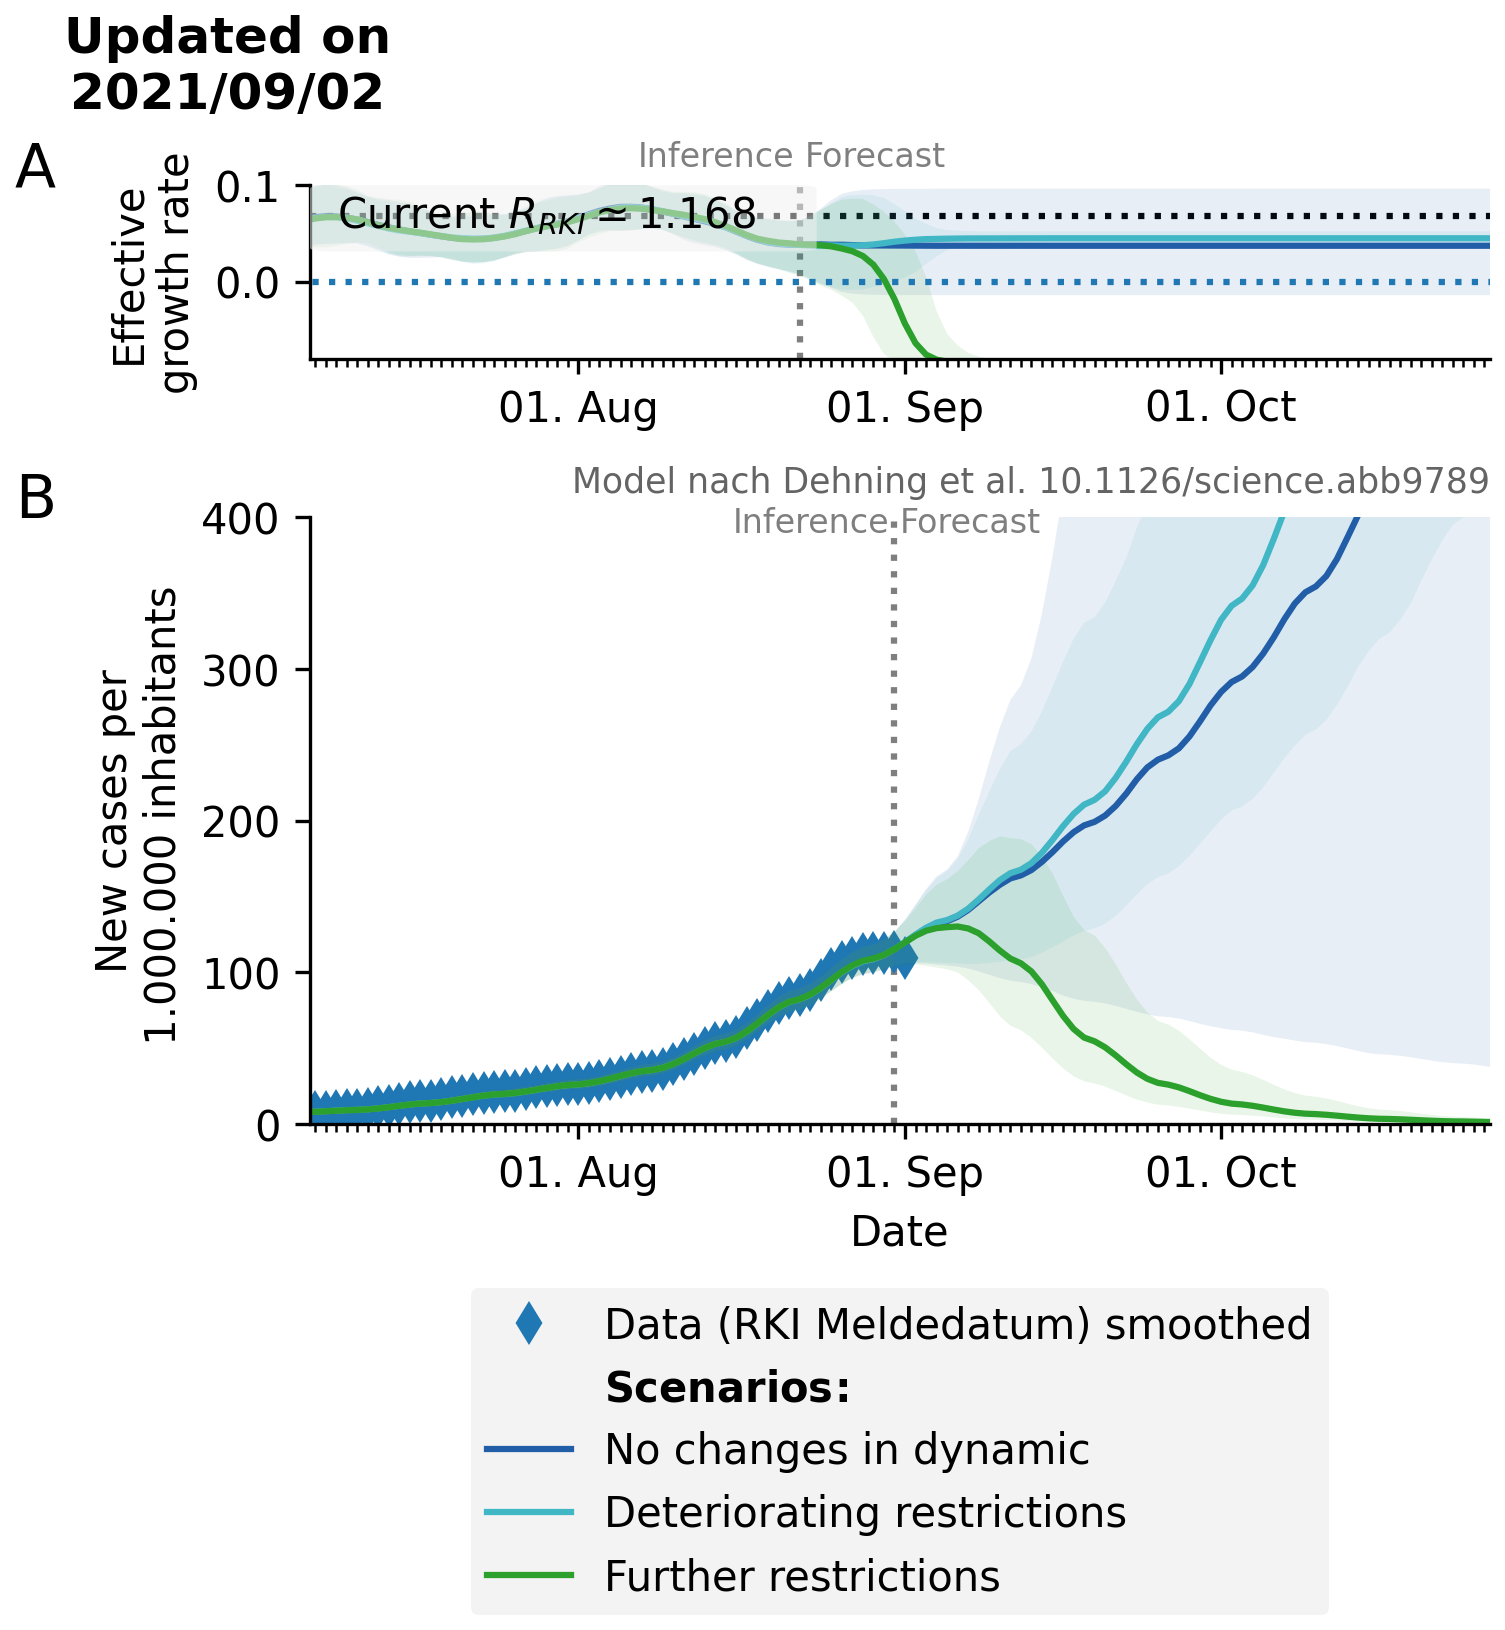 Updated on
2021/09/02
A
Inference Forecast
Effective
growth rate
0.1
0.0
Current R_RKI ≃ 1.168
01. Aug
01. Sep
01. Oct
B
Model nach Dehning et al. 10.1126/science.abb9789
Inference Forecast
New cases per
1.000.000 inhabitants
400
300
200
100
0
01. Aug
01. Sep
01. Oct
Date
Data (RKI Meldedatum) smoothed
Scenarios:
No changes in dynamic
Deteriorating restrictions
Further restrictions